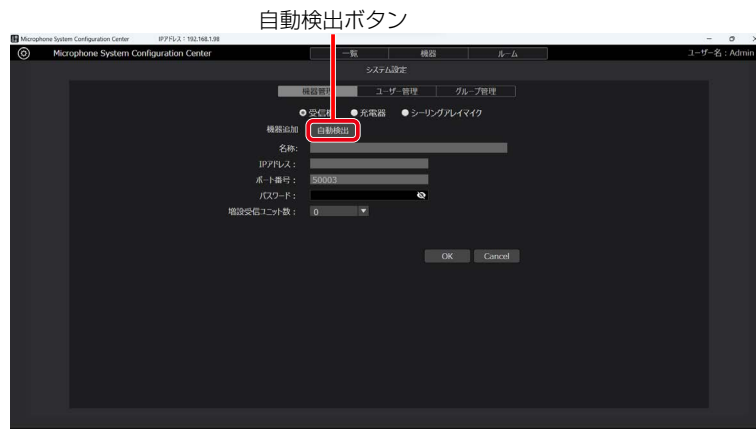 自動検出ボタン
Microphone System Configuration Center IPアドレス：192.168.1.98
Microphone System Configuration Center 一覧 機器 ルーム ユーザー名：Admin
システム設定
機器管理 ユーザー管理 グループ管理
受信機 充電器 シーリングアレイマイク
機器追加 自動検出
名称：
IPアドレス：
ポート番号： 50003
パスワード：
増設受信ユニット数： 0
OK Cancel